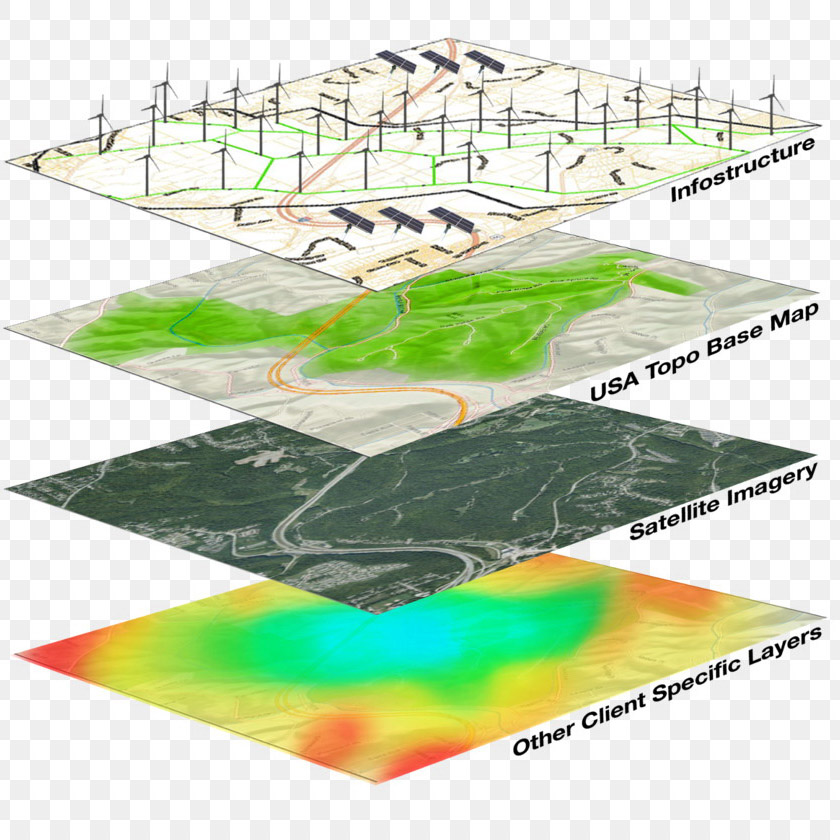 Infostructure
USA Topo Base Map
Satellite Imagery
Other Client Specific Layers